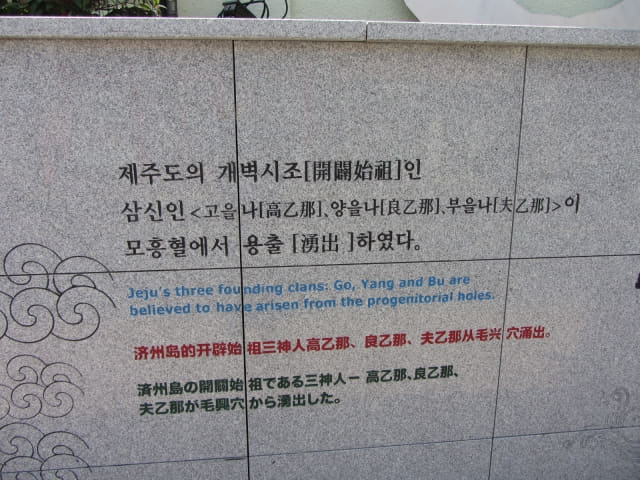 제주도의 개벽시조[開闢始祖]인
삼신인<고을나[高乙那]､양을나[良乙那]､부을나[夫乙那]>이
모흥혈에서 용출 [湧出 ]하였다。
Jeju's three founding clans: Go, Yang and Bu are
believed to have arisen from the progenitorial holes.
济州岛的开辟始 祖三神人高乙那、良乙那、夫乙那从毛兴 穴涌出。
済州島の開闢始 祖である三神人ー 高乙那､良乙那､
夫乙那が毛興穴 から湧出した。